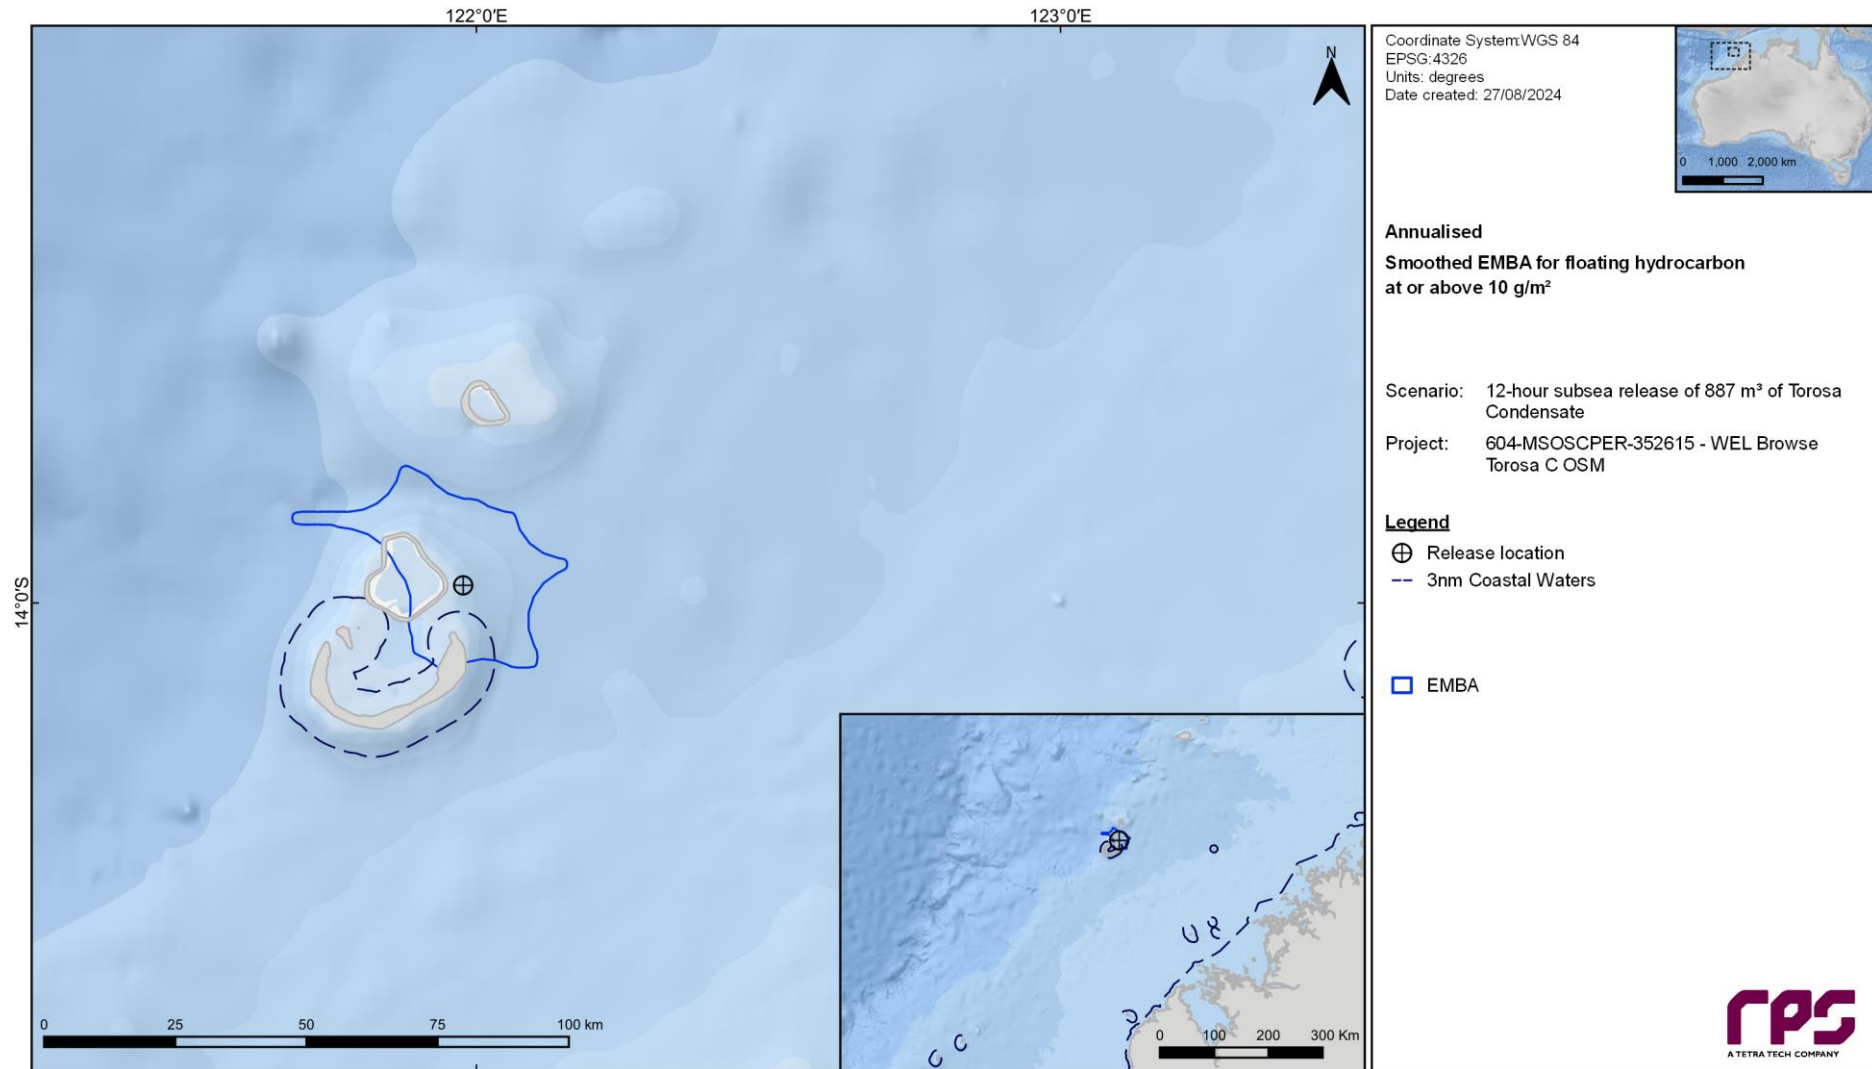 122°0'E
123°0'E
14°0'S
N
0 25 50 75 100 km
0 100 200 300 Km
Coordinate System:WGS 84
EPSG:4326
Units: degrees
Date created: 27/08/2024
0 1,000 2,000 km
Annualised
Smoothed EMBA for floating hydrocarbon
at or above 10 g/m²
Scenario: 12-hour subsea release of 887 m³ of Torosa
Condensate
Project: 604-MSOSCPER-352615 - WEL Browse
Torosa C OSM
Legend
Release location
3nm Coastal Waters
EMBA
rps
A TETRA TECH COMPANY